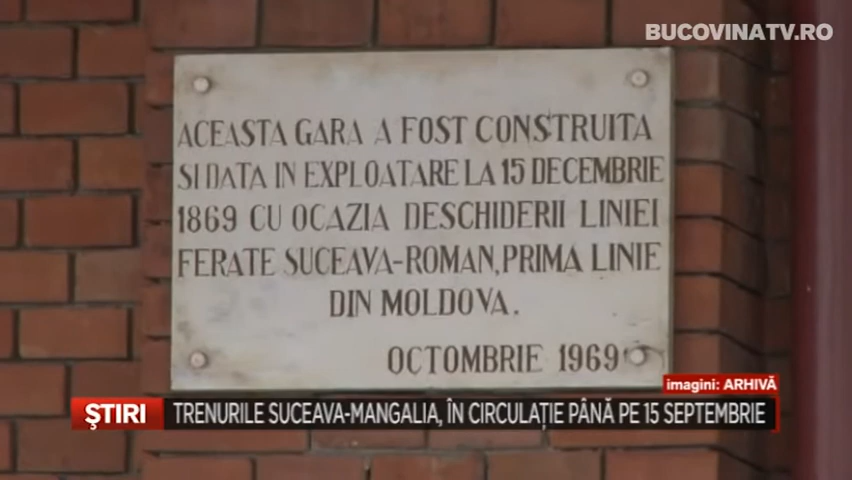 BUCOVINATV.RO
ACEASTA GARA A FOST CONSTRUITA
SI DATA IN EXPLOATARE LA 15 DECEMBRIE
1869 CU OCAZIA DESCHIDERII LINIEI
FERATE SUCEAVA-ROMAN, PRIMA LINIE
DIN MOLDOVA.
OCTOMBRIE 1969
imagini: ARHIVĂ
ŞTIRI TRENURILE SUCEAVA-MANGALIA, ÎN CIRCULAŢIE PÂNĂ PE 15 SEPTEMBRIE